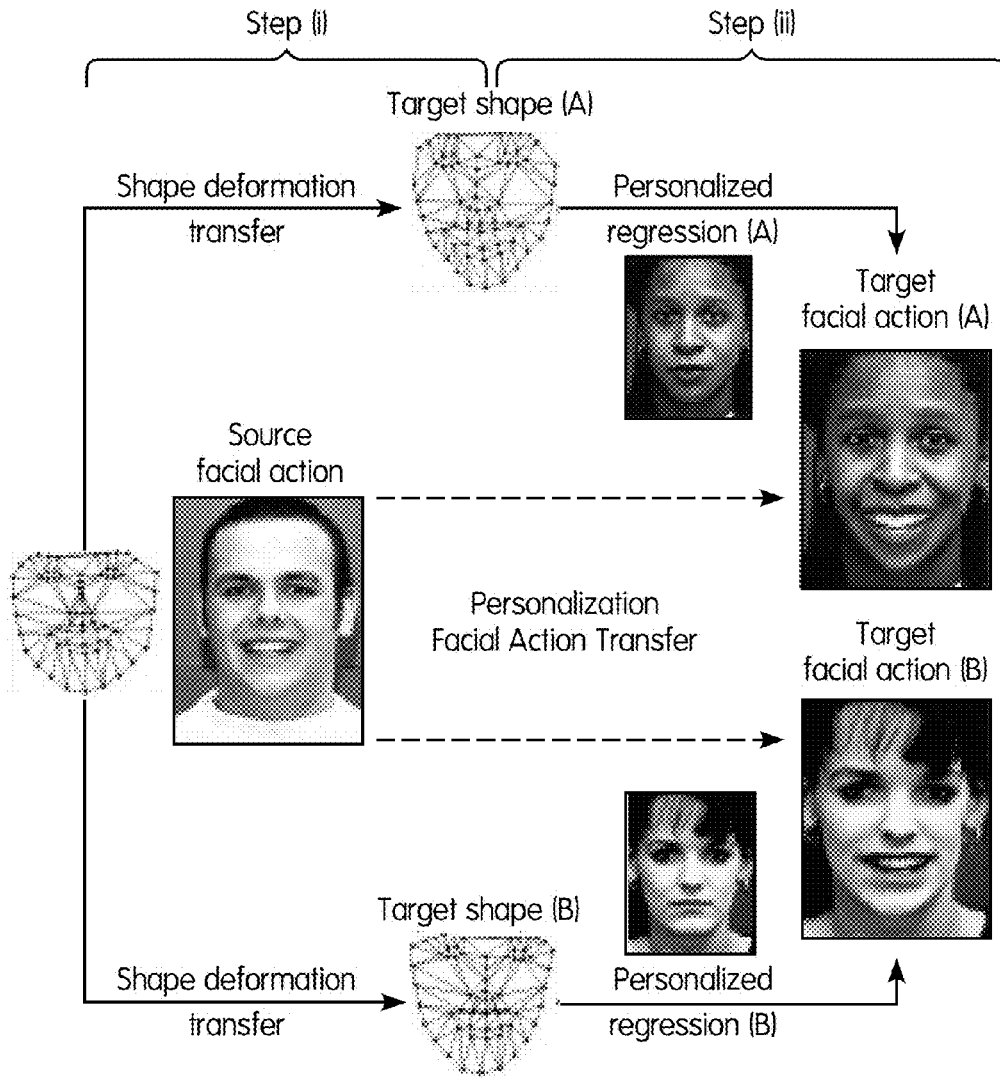 Step (i)
Step (ii)
Target shape (A)
Shape deformation
transfer
Personalized
regression (A)
Target
facial action (A)
Source
facial action
Personalization
Facial Action Transfer
Target
facial action (B)
Target shape (B)
Shape deformation
transfer
Personalized
regression (B)